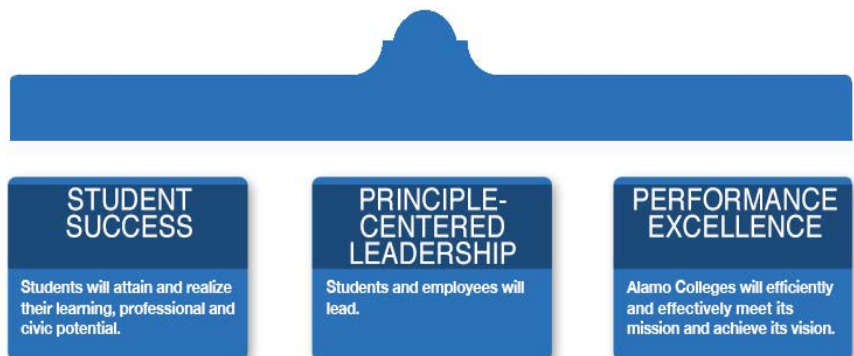 STUDENT
SUCCESS
Students will attain and realize
their learning, professional and
civic potential.
PRINCIPLE-
CENTERED
LEADERSHIP
Students and employees will
lead.
PERFORMANCE
EXCELLENCE
Alamo Colleges will efficiently
and effectively meet its
mission and achieve its vision.